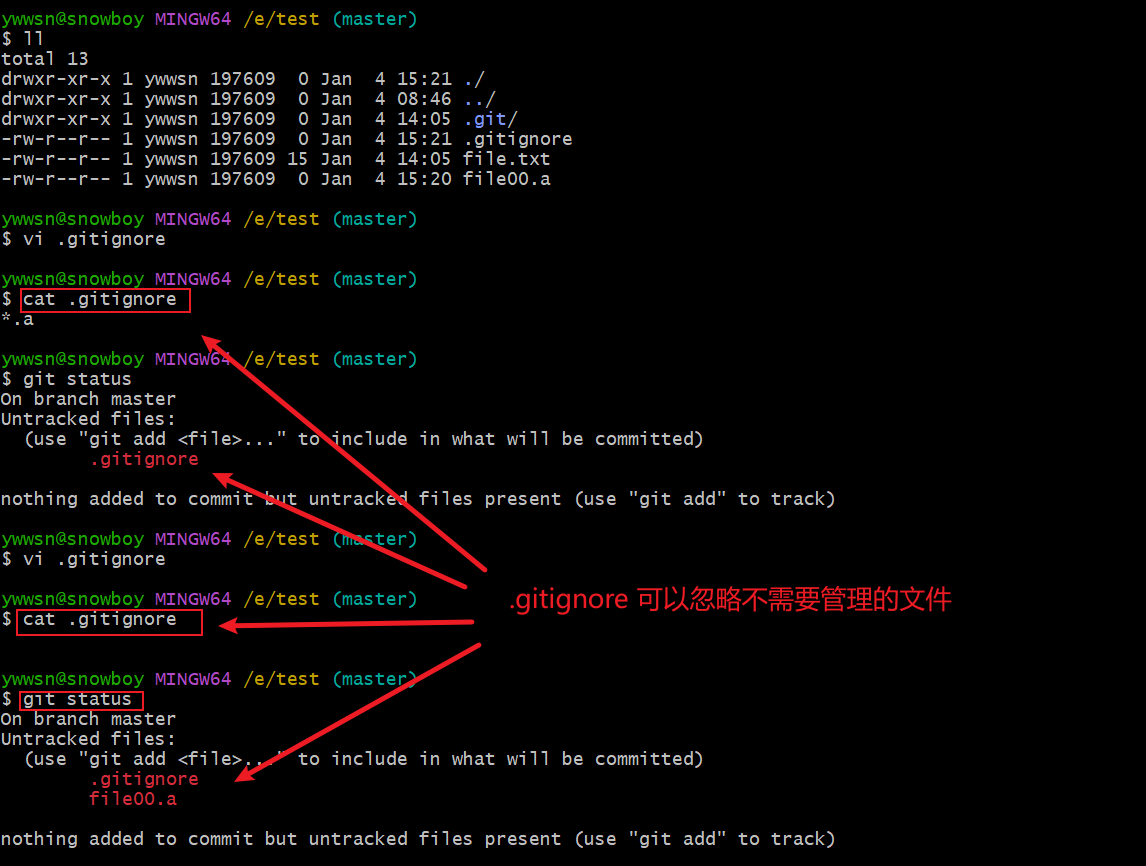 ywwsn@snowboy MINGW64 /e/test (master)
$ ll
total 13
drwxr-xr-x 1 ywwsn 197609  0 Jan  4 15:21 ./
drwxr-xr-x 1 ywwsn 197609  0 Jan  4 08:46 ../
drwxr-xr-x 1 ywwsn 197609  0 Jan  4 14:05 .git/
-rw-r--r-- 1 ywwsn 197609  0 Jan  4 15:21 .gitignore
-rw-r--r-- 1 ywwsn 197609 15 Jan  4 14:05 file.txt
-rw-r--r-- 1 ywwsn 197609  0 Jan  4 15:20 file00.a
ywwsn@snowboy MINGW64 /e/test (master)
$ vi .gitignore
ywwsn@snowboy MINGW64 /e/test (master)
$ cat .gitignore
*.a
ywwsn@snowboy MINGW64 /e/test (master)
$ git status
On branch master
Untracked files:
  (use "git add <file>..." to include in what will be committed)
        .gitignore
nothing added to commit but untracked files present (use "git add" to track)
ywwsn@snowboy MINGW64 /e/test (master)
$ vi .gitignore
ywwsn@snowboy MINGW64 /e/test (master)
.gitignore 可以忽略不需要管理的文件
$ cat .gitignore
ywwsn@snowboy MINGW64 /e/test (master)
$ git status
On branch master
Untracked files:
  (use "git add <file>..." to include in what will be committed)
        .gitignore
        file00.a
nothing added to commit but untracked files present (use "git add" to track)